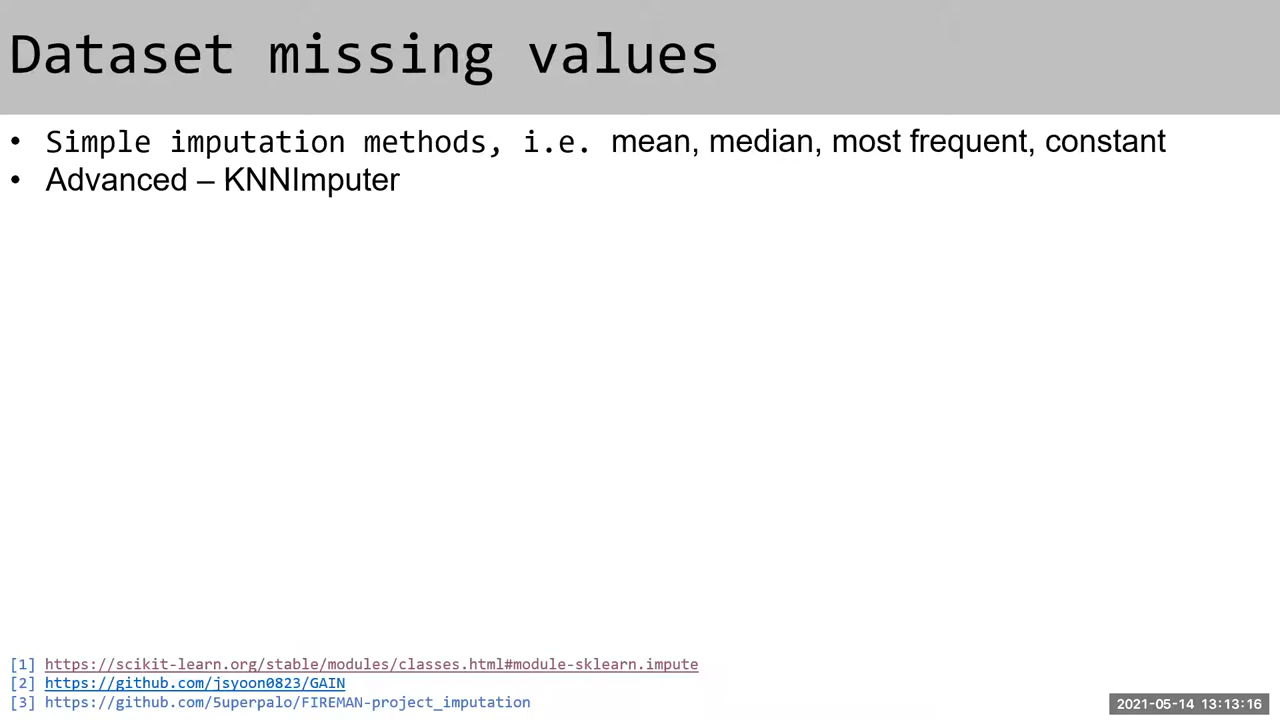 Dataset missing values
• Simple imputation methods, i.e. mean, median, most frequent, constant
• Advanced – KNNImputer
[1] https://scikit-learn.org/stable/modules/classes.html#module-sklearn.impute
[2] https://github.com/jsyoon0823/GAIN
[3] https://github.com/5uperpalo/FIREMAN-project_imputation
2021-05-14 13:13:16